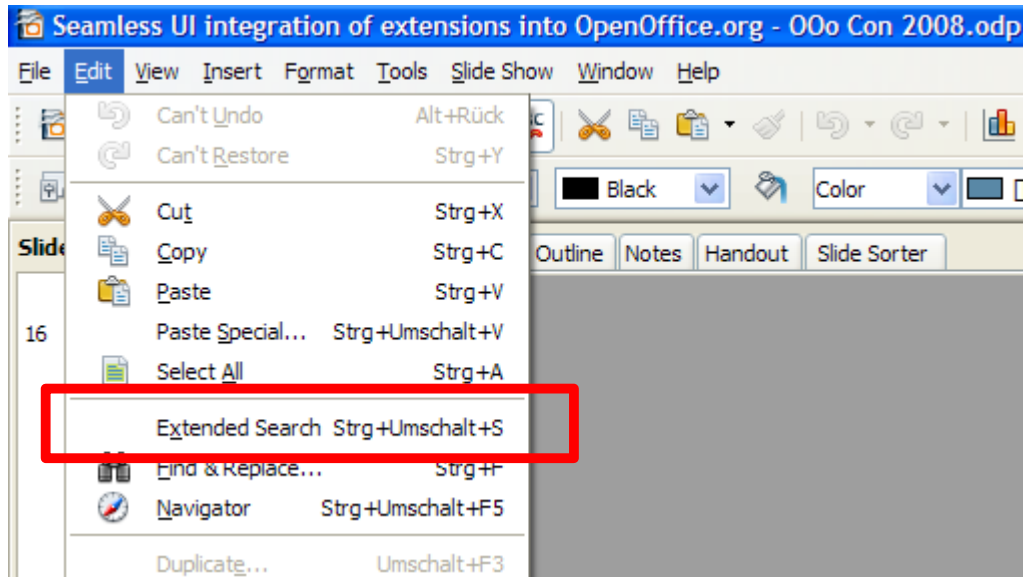 Seamless UI integration of extensions into OpenOffice.org - OOo Con 2008.odp
File Edit View Insert Format Tools Slide Show Window Help
Can't Undo Alt+Rück
Can't Restore Strg+Y
Black Color
Cut Strg+X
Slide
Copy Strg+C
Outline Notes Handout Slide Sorter
Paste Strg+V
16
Paste Special... Strg+Umschalt+V
Select All Strg+A
Extended Search Strg+Umschalt+S
Find & Replace... Strg+F
Navigator Strg+Umschalt+F5
Duplicate... Umschalt+F3